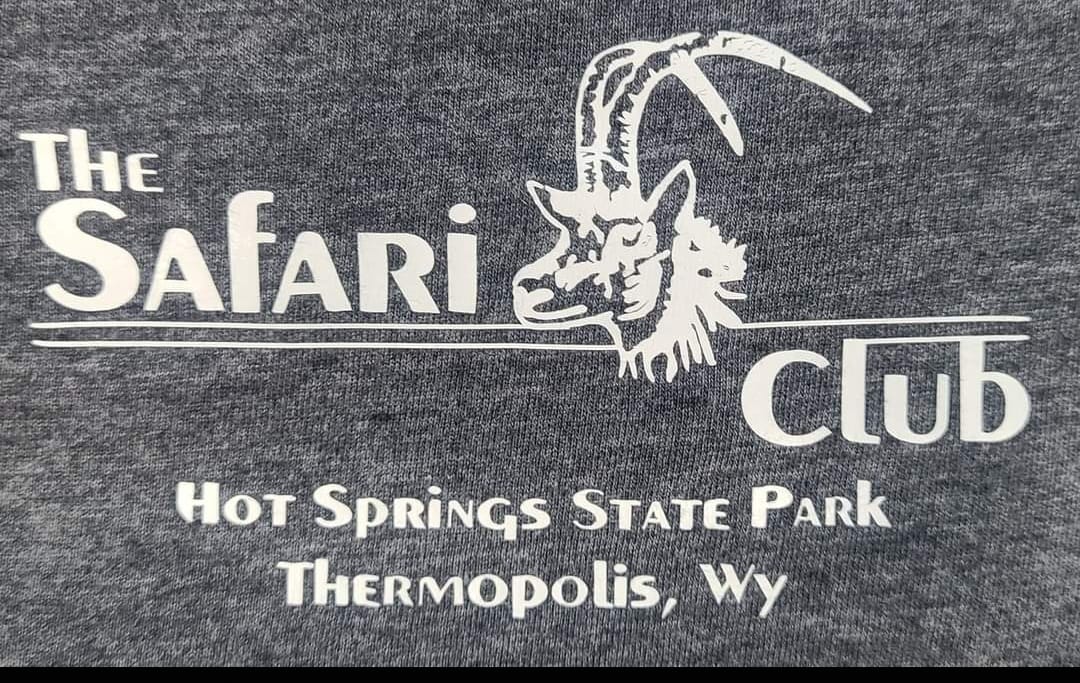 The
Safari
Club
Hot Springs State Park
Thermopolis, Wy